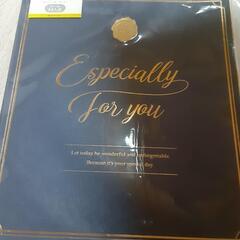 Especially
For you
Let today be wonderful and unforgettable.
Because it's your special day.